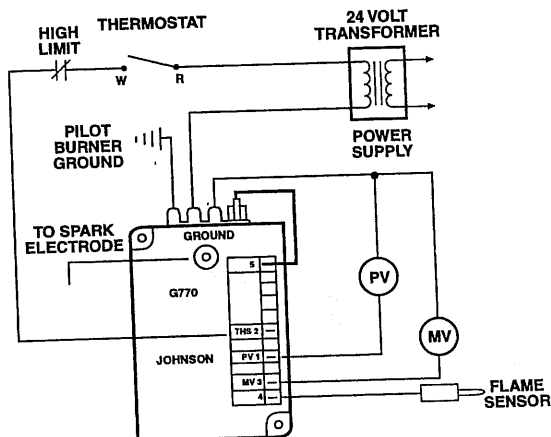 THERMOSTAT
24 VOLT
TRANSFORMER
HIGH
LIMIT
W
R
PILOT
BURNER
GROUND
POWER
SUPPLY
TO SPARK
ELECTRODE
GROUND
5
G770
PV
THS 2
MV
JOHNSON
PV 1
MV 3
4
FLAME
SENSOR